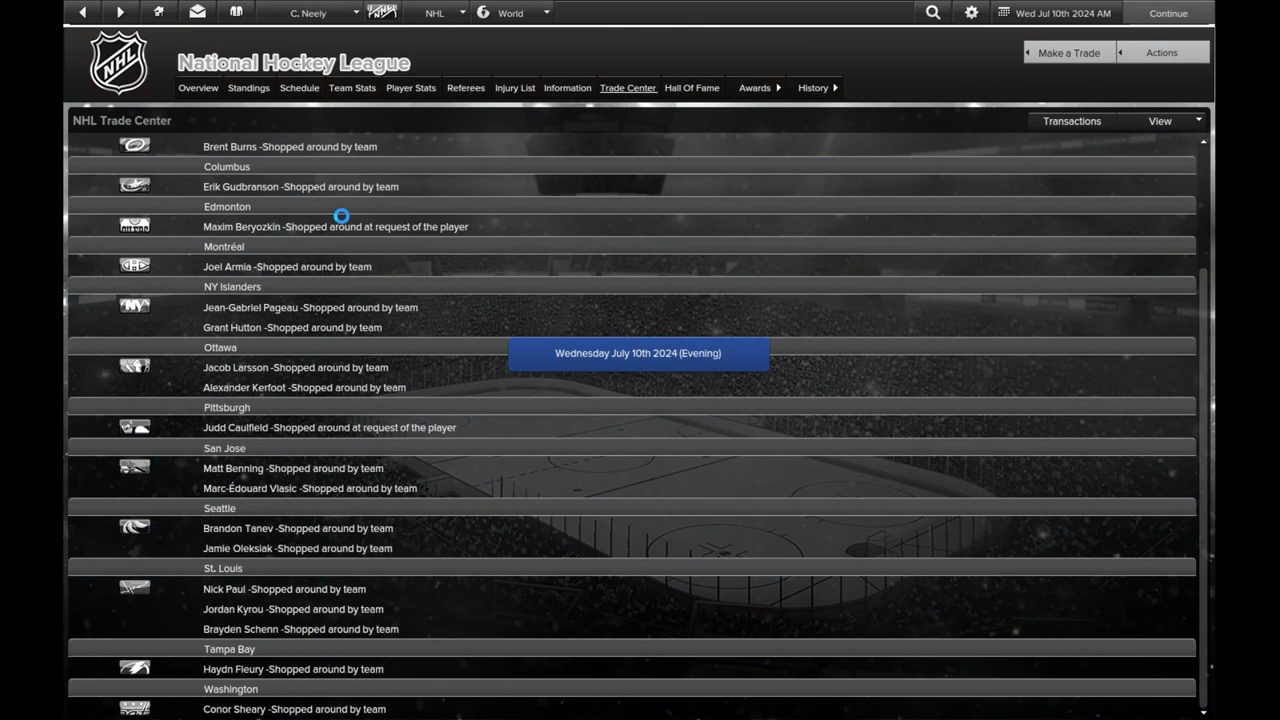 C. Neely
NHL
World
Wed Jul 10th 2024 AM
Continue
NHL
National Hockey League
Make a Trade
Actions
Overview
Standings
Schedule
Team Stats
Player Stats
Referees
Injury List
Information
Trade Center
Hall Of Fame
Awards
History
NHL Trade Center
Transactions
View
Brent Burns -Shopped around by team
Columbus
Erik Gudbranson -Shopped around by team
Edmonton
Maxim Beryozkin -Shopped around at request of the player
Montréal
Joel Armia -Shopped around by team
NY Islanders
Jean-Gabriel Pageau -Shopped around by team
Grant Hutton -Shopped around by team
Ottawa
Wednesday July 10th 2024 (Evening)
Jacob Larsson -Shopped around by team
Alexander Kerfoot -Shopped around by team
Pittsburgh
Judd Caulfield -Shopped around at request of the player
San Jose
Matt Benning -Shopped around by team
Marc-Édouard Vlasic -Shopped around by team
Seattle
Brandon Tanev -Shopped around by team
Jamie Oleksiak -Shopped around by team
St. Louis
Nick Paul -Shopped around by team
Jordan Kyrou -Shopped around by team
Brayden Schenn -Shopped around by team
Tampa Bay
Haydn Fleury -Shopped around by team
Washington
Conor Sheary -Shopped around by team